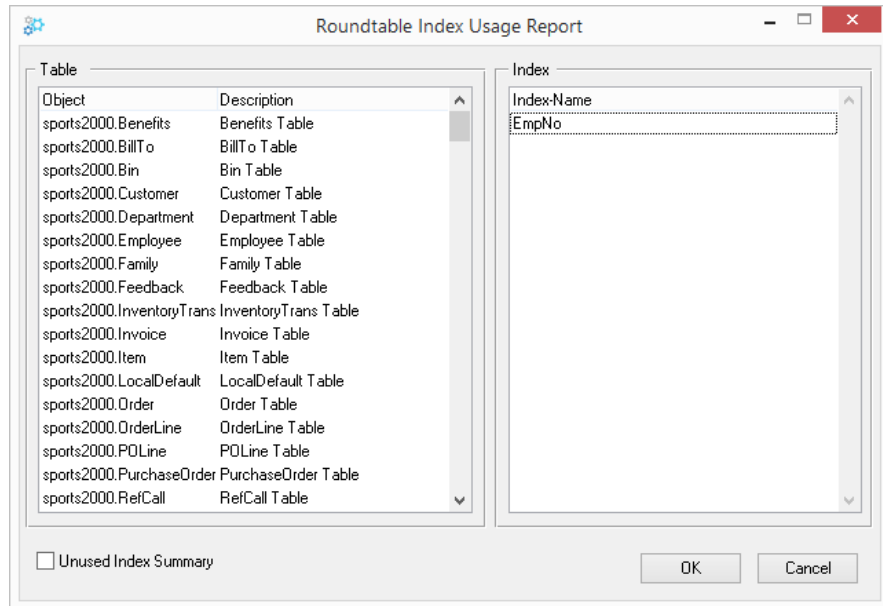 Roundtable Index Usage Report
Table
Object Description
sports2000.Benefits Benefits Table
sports2000.BillTo BillTo Table
sports2000.Bin Bin Table
sports2000.Customer Customer Table
sports2000.Department Department Table
sports2000.Employee Employee Table
sports2000.Family Family Table
sports2000.Feedback Feedback Table
sports2000.InventoryTrans InventoryTrans Table
sports2000.Invoice Invoice Table
sports2000.Item Item Table
sports2000.LocalDefault LocalDefault Table
sports2000.Order Order Table
sports2000.OrderLine OrderLine Table
sports2000.POLine POLine Table
sports2000.PurchaseOrder PurchaseOrder Table
sports2000.RefCall RefCall Table
Index
Index-Name
EmpNo
Unused Index Summary
OK Cancel